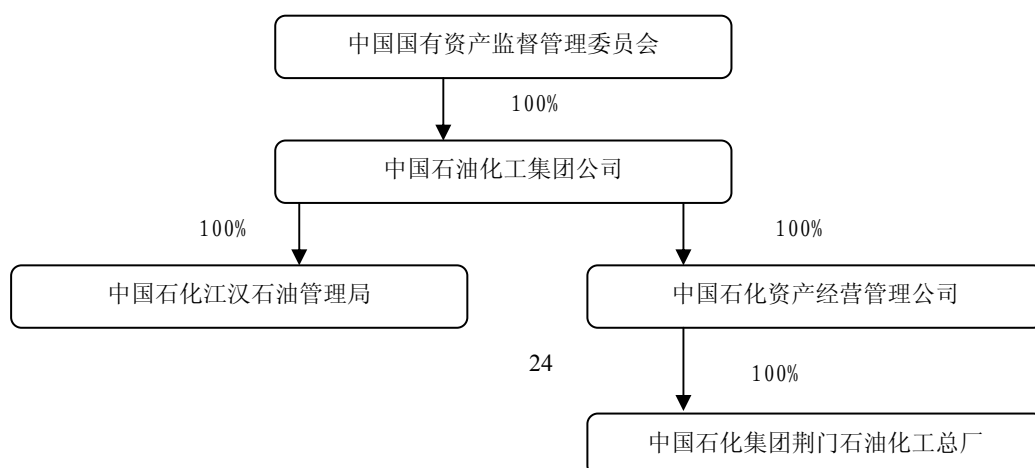 中国国有资产监督管理委员会
100%
中国石油化工集团公司
100%
100%
中国石化江汉石油管理局
中国石化资产经营管理公司
24
100%
中国石化集团荆门石油化工总厂